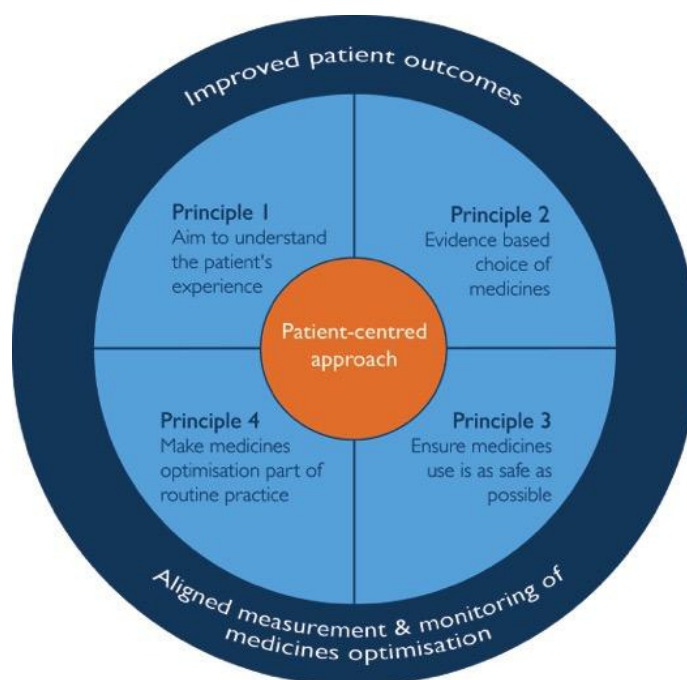 Improved patient outcomes
Principle 1
Aim to understand
the patient's
experience
Principle 2
Evidence based
choice of
medicines
Patient-centred
approach
Principle 4
Make medicines
optimisation part of
routine practice
Principle 3
Ensure medicines
use is as safe as
possible
Aligned measurement & monitoring of
medicines optimisation